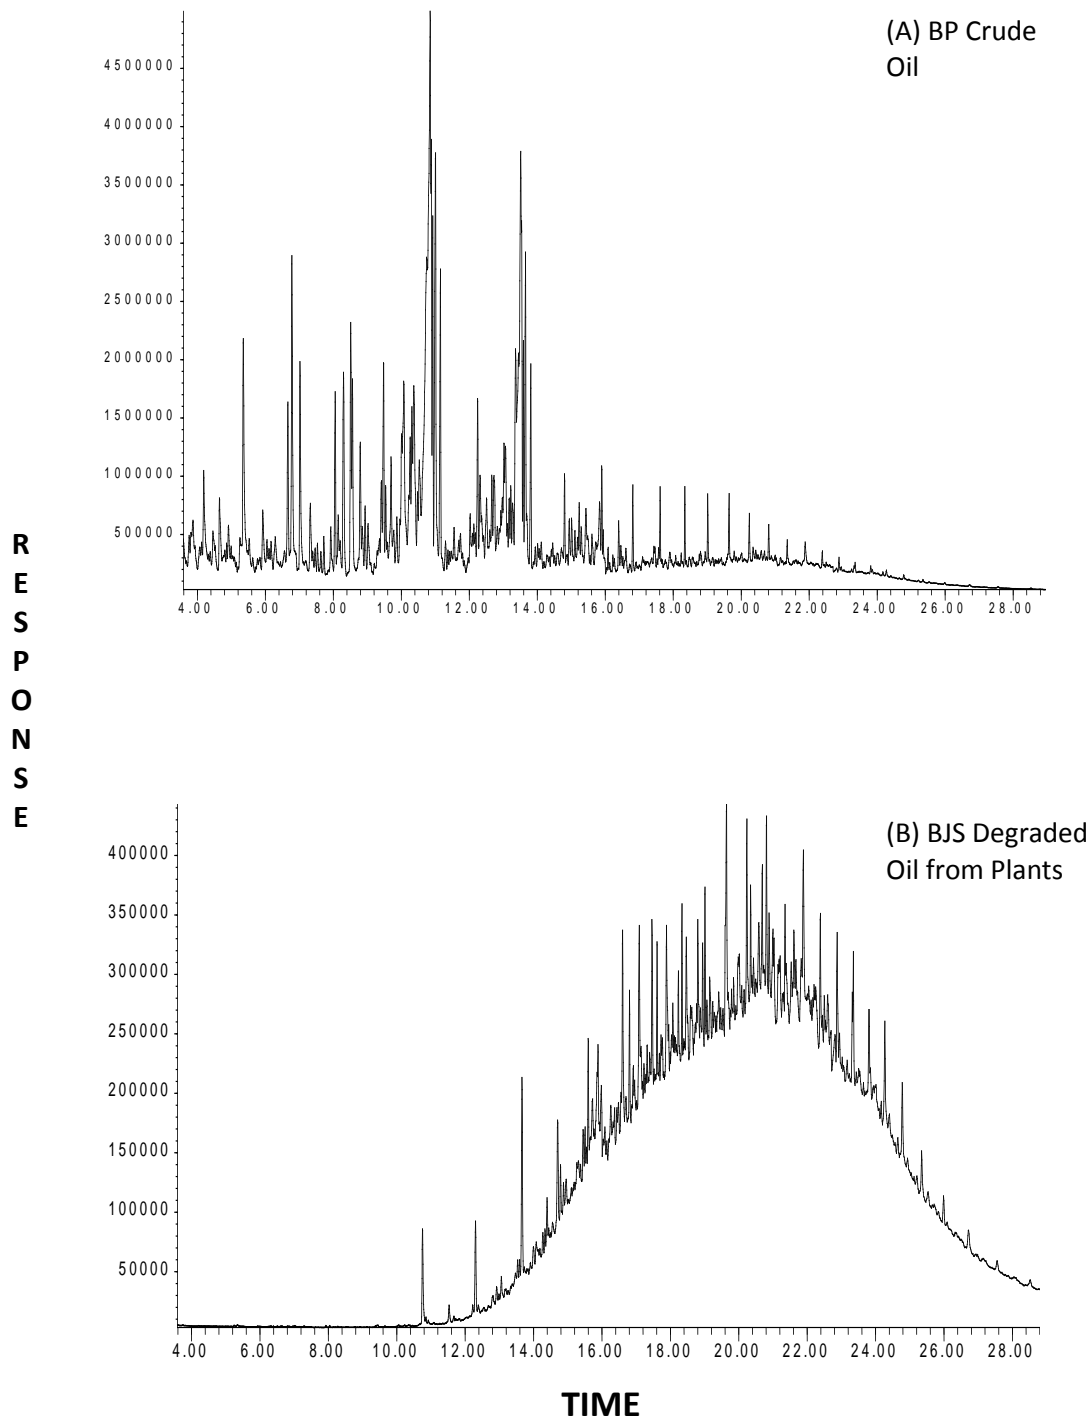 (A) BP Crude
Oil
4500000
4000000
3500000
3000000
2500000
2000000
1500000
1000000
500000
4.00 6.00 8.00 10.00 12.00 14.00 16.00 18.00 20.00 22.00 24.00 26.00 28.00
R
E
S
P
O
N
S
E
(B) BJS Degraded
Oil from Plants
400000
350000
300000
250000
200000
150000
100000
50000
4.00 6.00 8.00 10.00 12.00 14.00 16.00 18.00 20.00 22.00 24.00 26.00 28.00
TIME